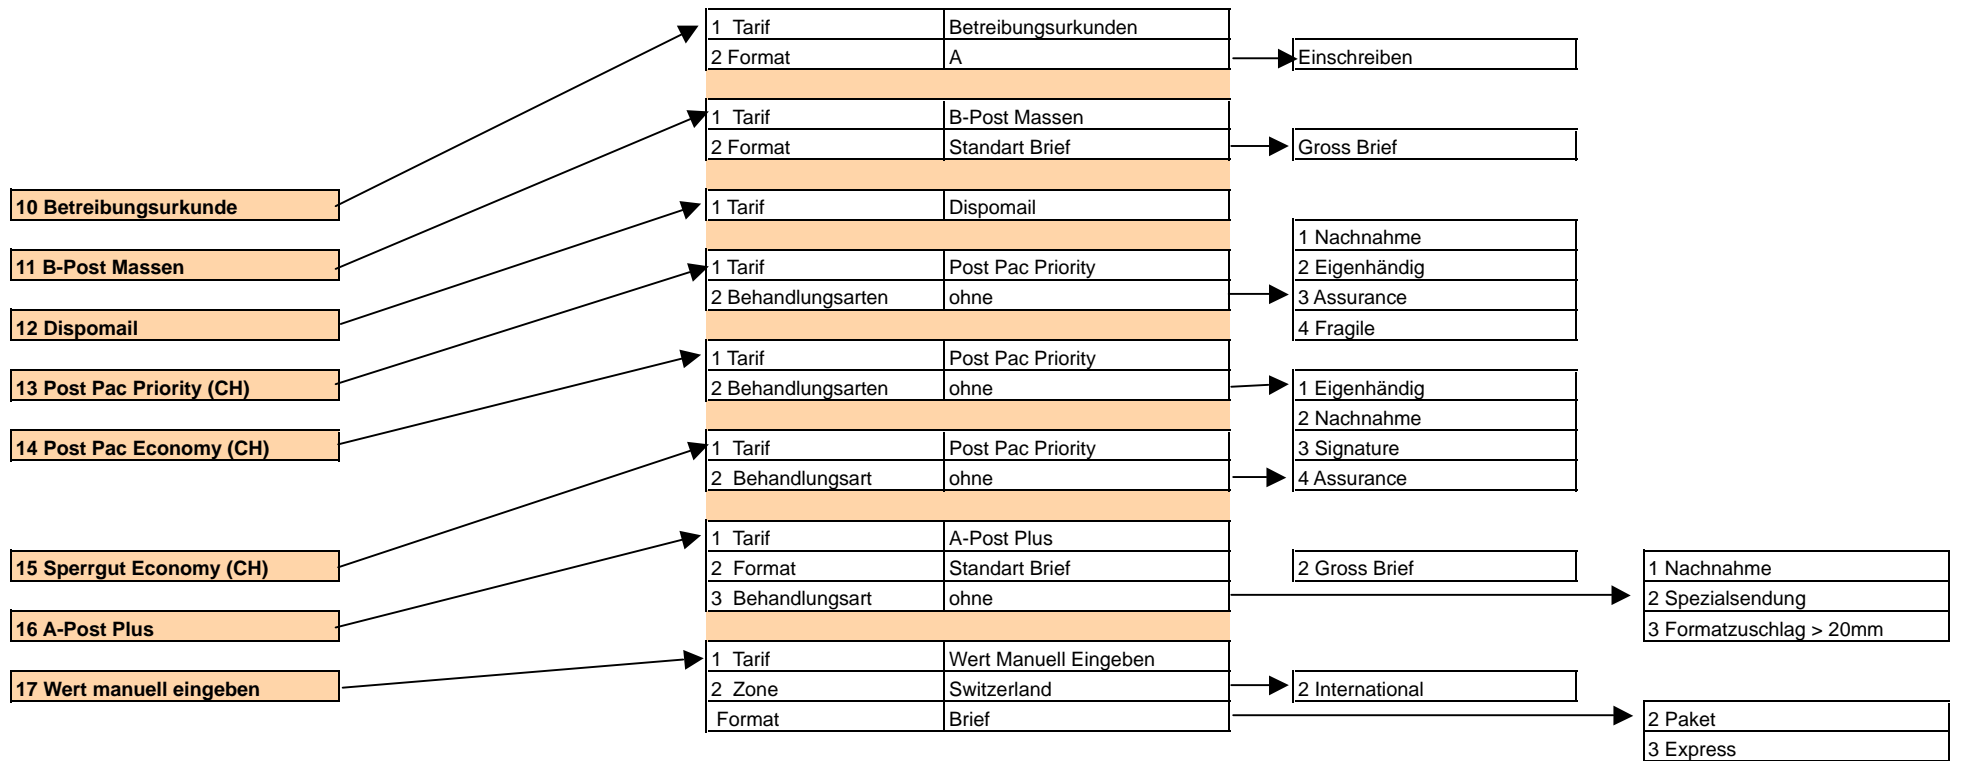 1 Tarif Betreibungsurkunden
2 Format A Einschreiben
1 Tarif B-Post Massen
2 Format Standart Brief Gross Brief
10 Betreibungsurkunde 1 Tarif Dispomail
1 Nachnahme
11 B-Post Massen 1 Tarif Post Pac Priority 2 Eigenhändig
2 Behandlungsarten ohne 3 Assurance
12 Dispomail 4 Fragile
1 Tarif Post Pac Priority
13 Post Pac Priority (CH) 2 Behandlungsarten ohne 1 Eigenhändig
2 Nachnahme
14 Post Pac Economy (CH) 1 Tarif Post Pac Priority 3 Signature
2 Behandlungsart ohne 4 Assurance
1 Tarif A-Post Plus
15 Sperrgut Economy (CH) 2 Format Standart Brief 2 Gross Brief 1 Nachnahme
3 Behandlungsart ohne 2 Spezialsendung
16 A-Post Plus 3 Formatzuschlag > 20mm
1 Tarif Wert Manuell Eingeben
17 Wert manuell eingeben 2 Zone Switzerland 2 International
Format Brief 2 Paket
3 Express